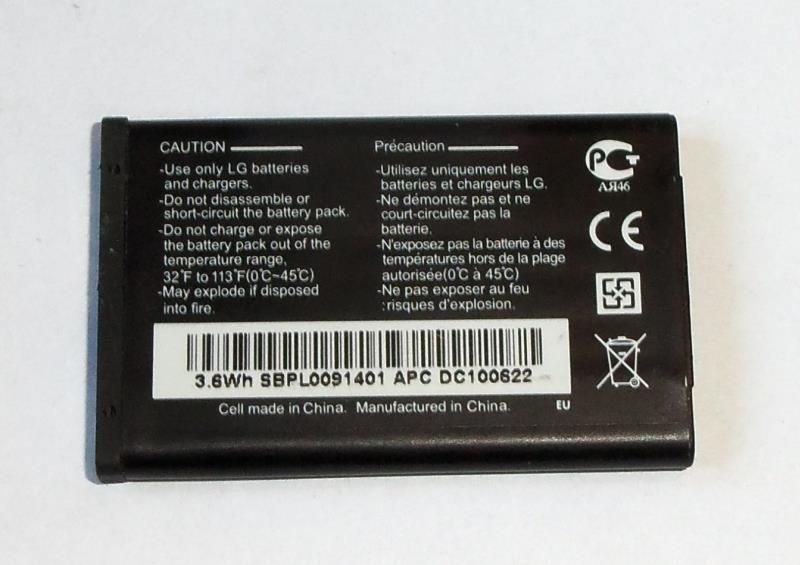 CAUTION
-Use only LG batteries
and chargers.
-Do not disassemble or
short-circuit the battery pack.
-Do not charge or expose
the battery pack out of the
temperature range,
32°F to 113°F(0℃~45℃)
-May explode if disposed
into fire.
Précaution
-Utilisez uniquement les
batteries et chargeurs LG.
-Ne démontez pas et ne
court-circuitez pas la
batterie.
-N'exposez pas la batterie à des
températures hors de la plage
autorisée(0℃ à 45℃)
-Ne pas exposer au feu
:risques d'explosion.
РСТ
АЯ46
CE
3.6Wh SBPL0091401 APC DC100622
Cell made in China. Manufactured in China.
EU